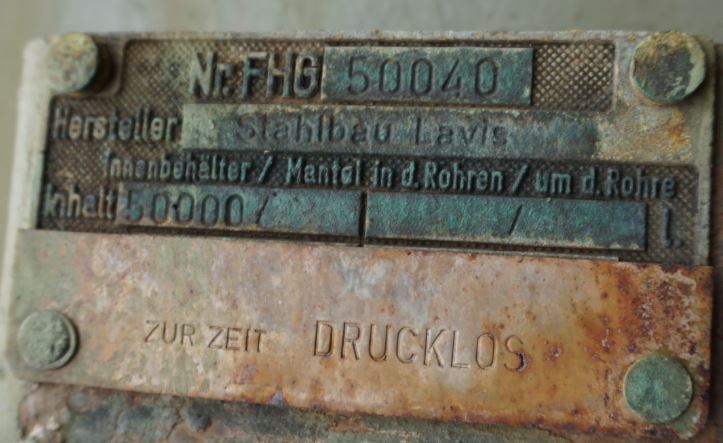 Nr. FHG 50040
Hersteller Stahlbau Lavis
Innenbehälter / Mantel in d. Rohren / um d. Rohre
Inhalt 50000 / / l.
ZUR ZEIT DRUCKLOS